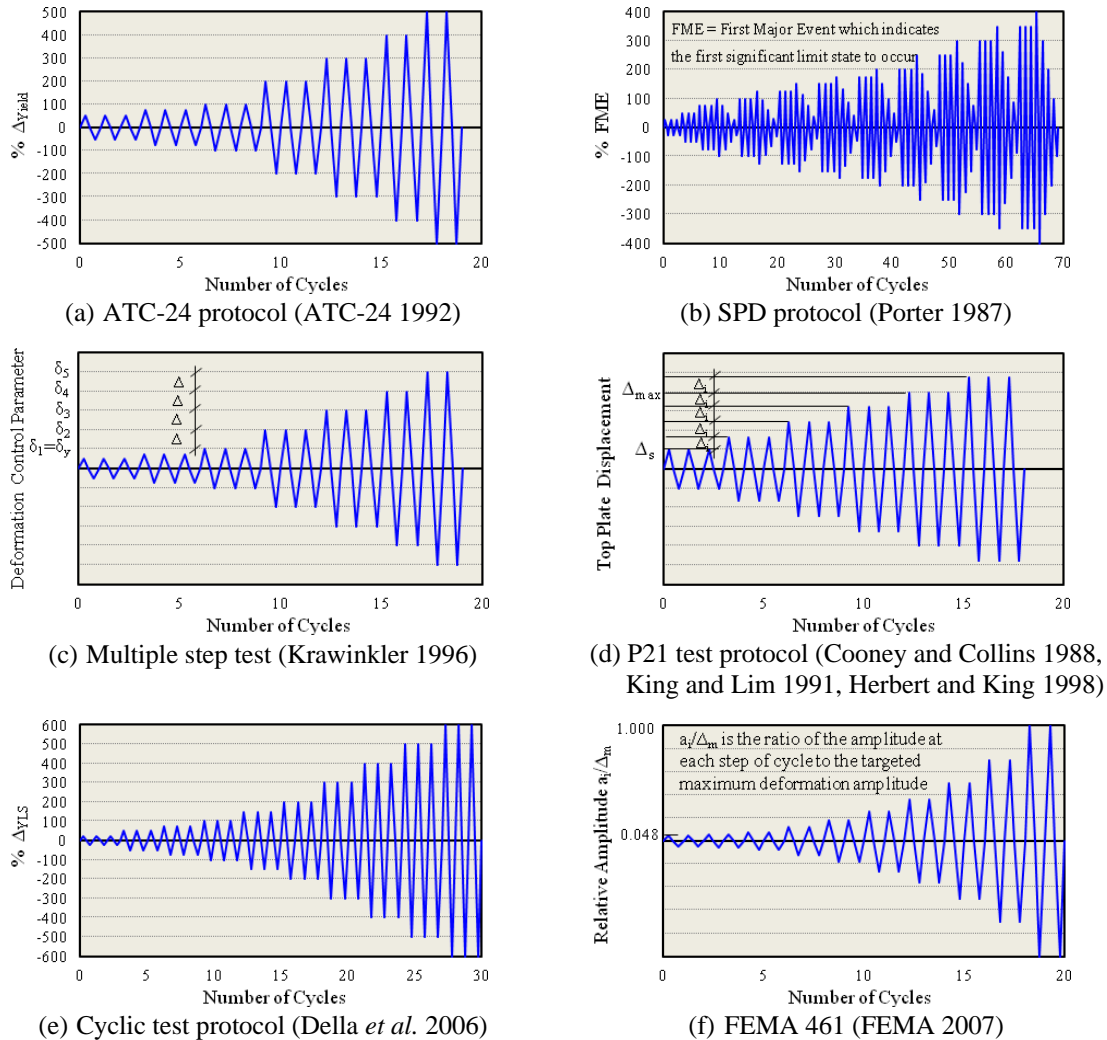 500
400
300
200
100
0
-100
-200
-300
-400
-500
% Δ_Yield
0 5 10 15 20
Number of Cycles
(a) ATC-24 protocol (ATC-24 1992)
FME = First Major Event which indicates
the first significant limit state to occur
400
300
200
100
0
-100
-200
-300
-400
% FME
0 10 20 30 40 50 60 70
Number of Cycles
(b) SPD protocol (Porter 1987)
Deformation Control Parameter
δ5
δ4
δ3
δ2
δ1=δy
Δ
Δ
Δ
Δ
0 5 10 15 20
Number of Cycles
(c) Multiple step test (Krawinkler 1996)
Top Plate Displacement
Δmax
Δs
Δi
Δi
Δi
Δi
Δi
0 5 10 15 20
Number of Cycles
(d) P21 test protocol (Cooney and Collins 1988,
King and Lim 1991, Herbert and King 1998)
600
500
400
300
200
100
0
-100
-200
-300
-400
-500
-600
% Δ_YLS
0 5 10 15 20 25 30
Number of Cycles
(e) Cyclic test protocol (Della et al. 2006)
1.000
0.048
Relative Amplitude ai/Δm
ai/Δm is the ratio of the amplitude at
each step of cycle to the targeted
maximum deformation amplitude
0 5 10 15 20
Number of Cycles
(f) FEMA 461 (FEMA 2007)